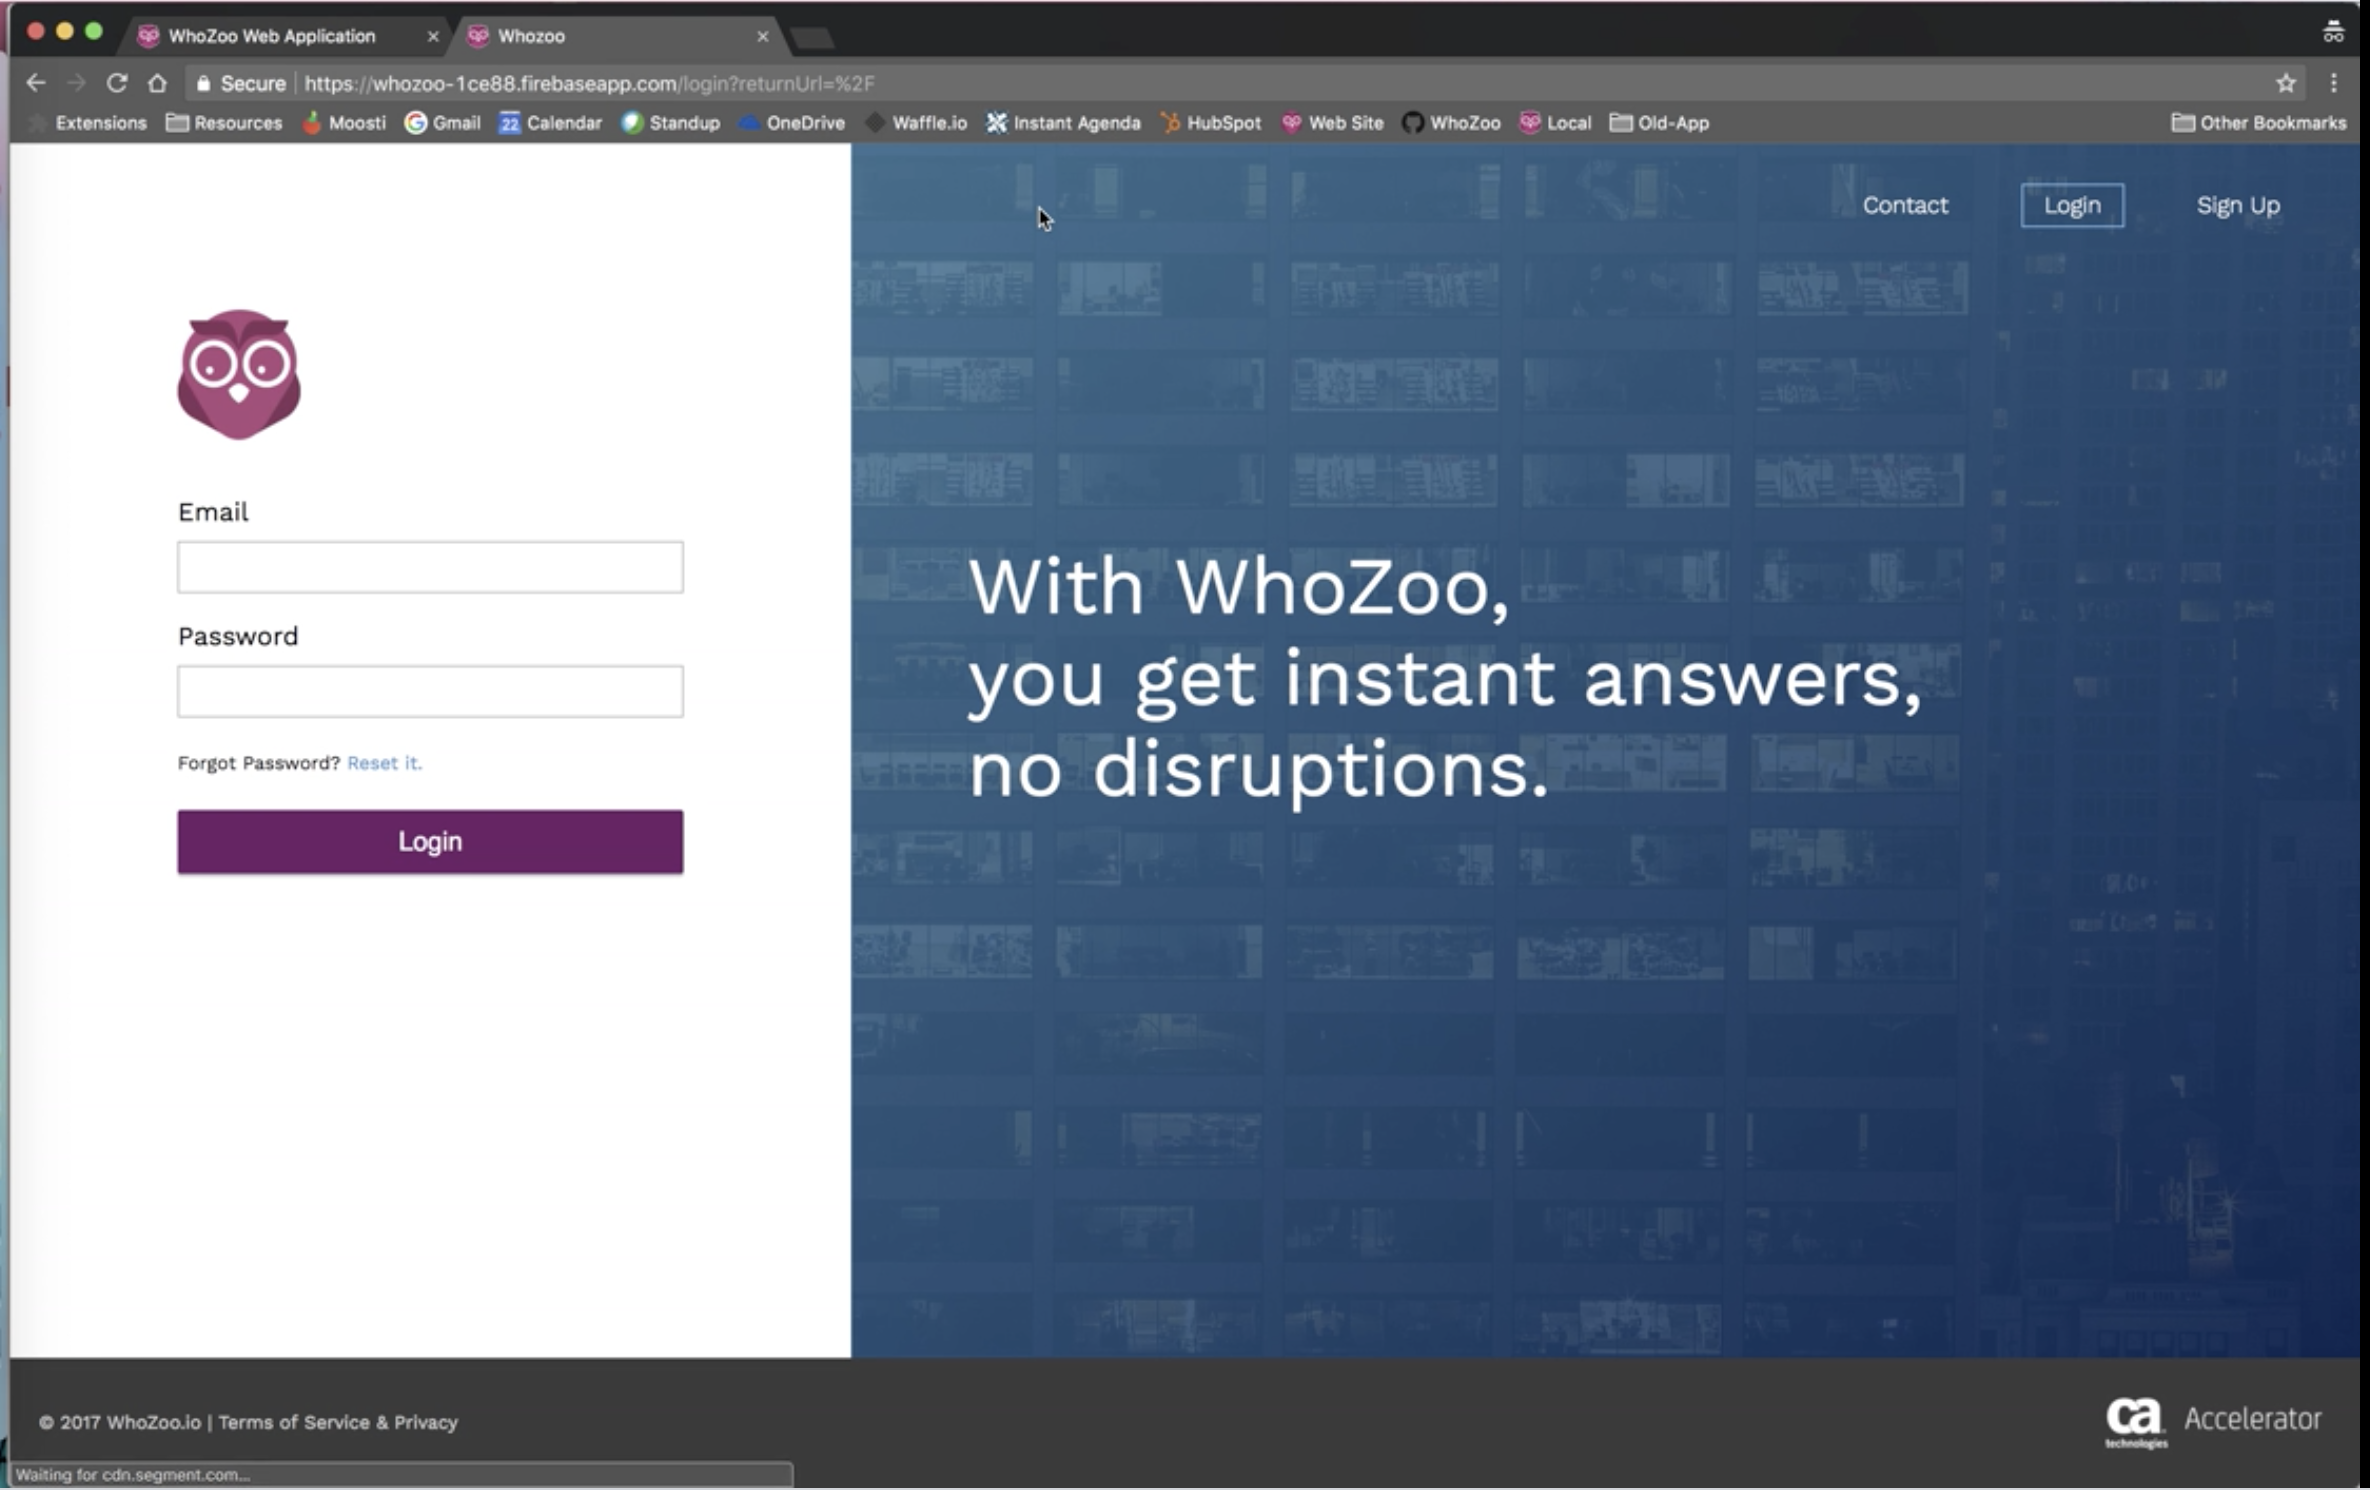 WhoZoo Web Application
Whozoo
Secure https://whozoo-1ce88.firebaseapp.com/login?returnUrl=%2F
Extensions Resources Moosti Gmail 22 Calendar Standup OneDrive Waffle.io Instant Agenda HubSpot Web Site WhoZoo Local Old-App Other Bookmarks
Contact Login Sign Up
Email
Password
Forgot Password? Reset it.
Login
With WhoZoo,
you get instant answers,
no disruptions.
© 2017 WhoZoo.io | Terms of Service & Privacy
ca technologies Accelerator
Waiting for cdn.segment.com...